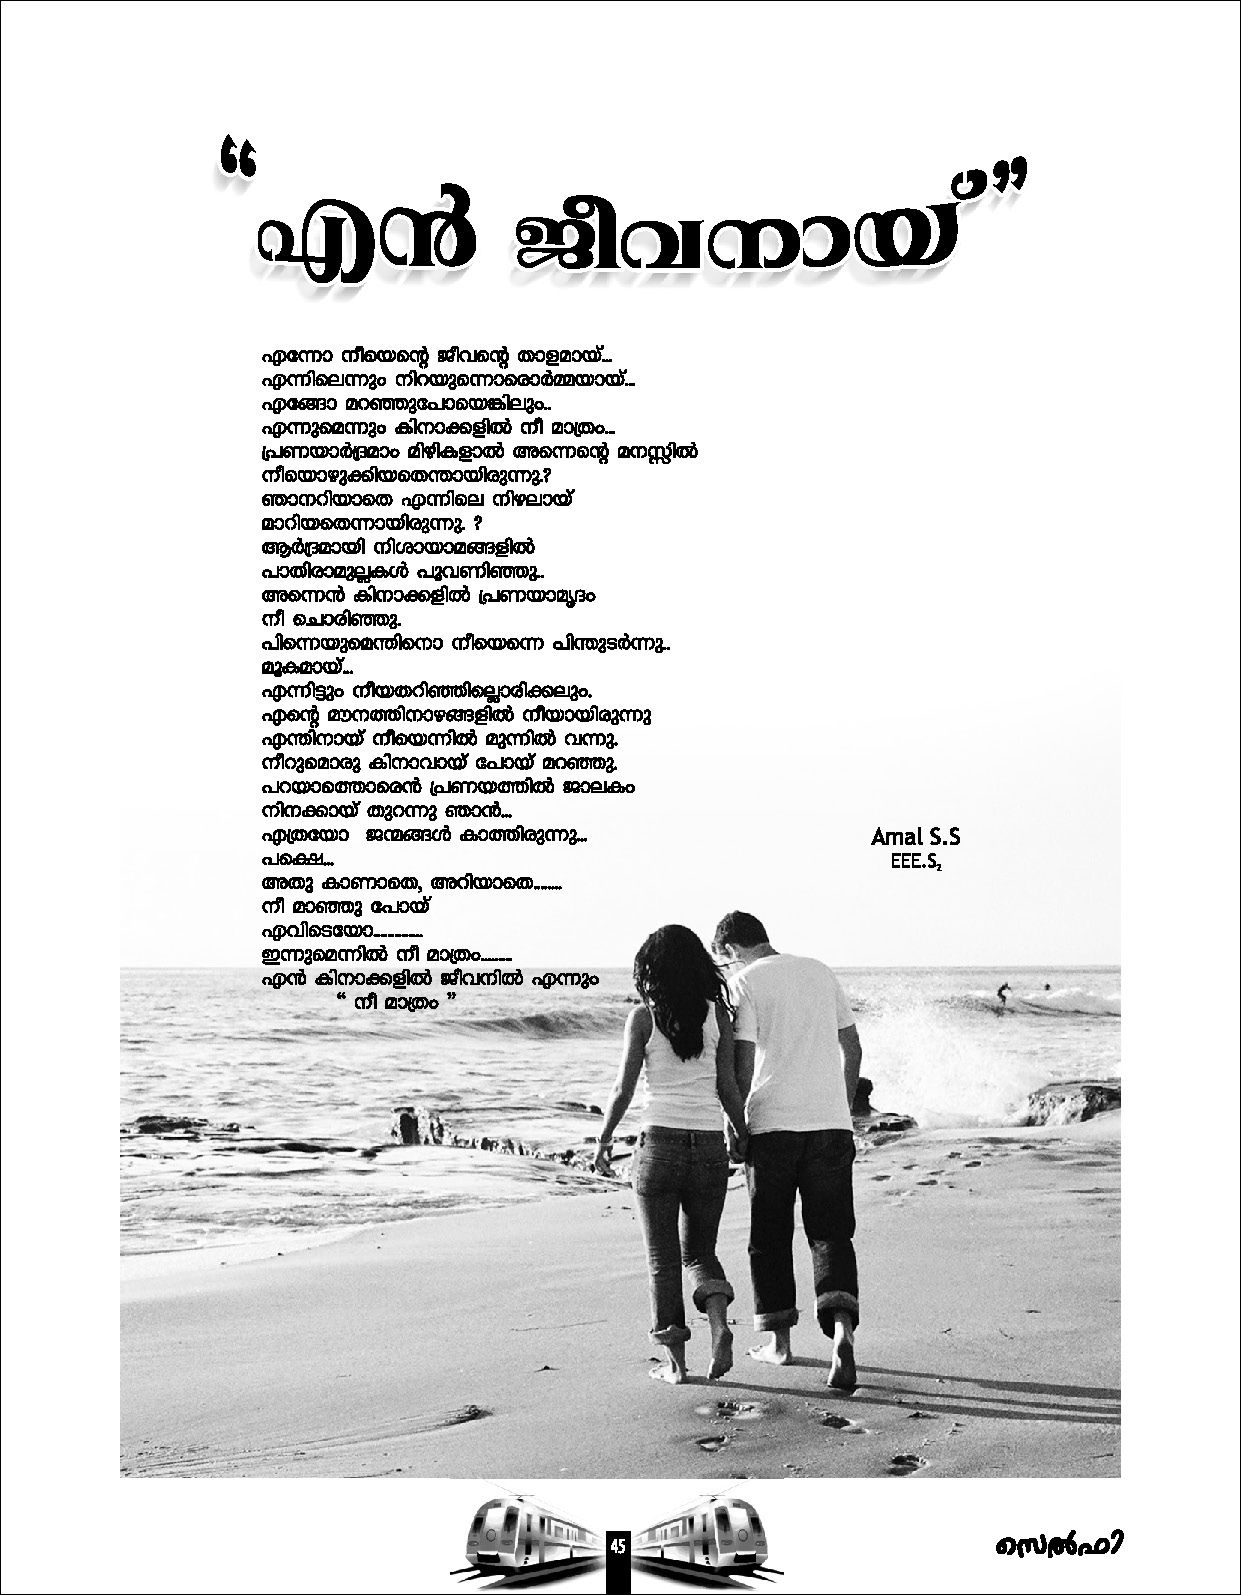 “എൻ ജീവനായ്”
എന്നോ നീയെന്റെ ജീവന്റെ താളമായ്...
എന്നിലെന്നും നിറയുന്നൊരൊർമ്മയായ്...
എങ്ങോ മറഞ്ഞുപോയെങ്കിലും..
എന്നുമെന്നും കിനാക്കളിൽ നീ മാത്രം...
പ്രണയാർദ്രമാം മിഴികളാൽ അന്നെന്റെ മനസ്സിൽ
നീയൊഴുക്കിയതെന്തായിരുന്നു.?
ഞാനറിയാതെ എന്നിലെ നിഴലായ്
മാറിയതെന്നായിരുന്നു. ?
ആർദ്രമായി നിശായാമങ്ങളിൽ
പാതിരാമുല്ലകൾ പൂവണിഞ്ഞു..
അന്നെൻ കിനാക്കളിൽ പ്രണയാമൃദം
നീ ചൊരിഞ്ഞു.
പിന്നെയുമെന്തിനൊ നീയെന്നെ പിന്തുടർന്നു..
മൂകമായ്...
എന്നിട്ടും നീയതറിഞ്ഞില്ലൊരിക്കലും.
എന്റെ മൗനത്തിനാഴങ്ങളിൽ നീയായിരുന്നു
എന്തിനായ് നീയെന്നിൽ മുന്നിൽ വന്നു.
നീറുമൊരു കിനാവായ് പോയ് മറഞ്ഞു.
പറയാത്തൊരെൻ പ്രണയത്തിൽ ജാലകം
നിനക്കായ് തുറന്നു ഞാൻ...
എത്രയോ ജന്മങ്ങൾ കാത്തിരുന്നു...
പക്ഷെ...
അതു കാണാതെ, അറിയാതെ.......
നീ മാഞ്ഞു പോയ്
എവിടെയോ............
ഇന്നുമെന്നിൽ നീ മാത്രം.......
എൻ കിനാക്കളിൽ ജീവനിൽ എന്നും
“ നീ മാത്രം ”
Amal S.S
EEE.S₂
45
സെൽഫി